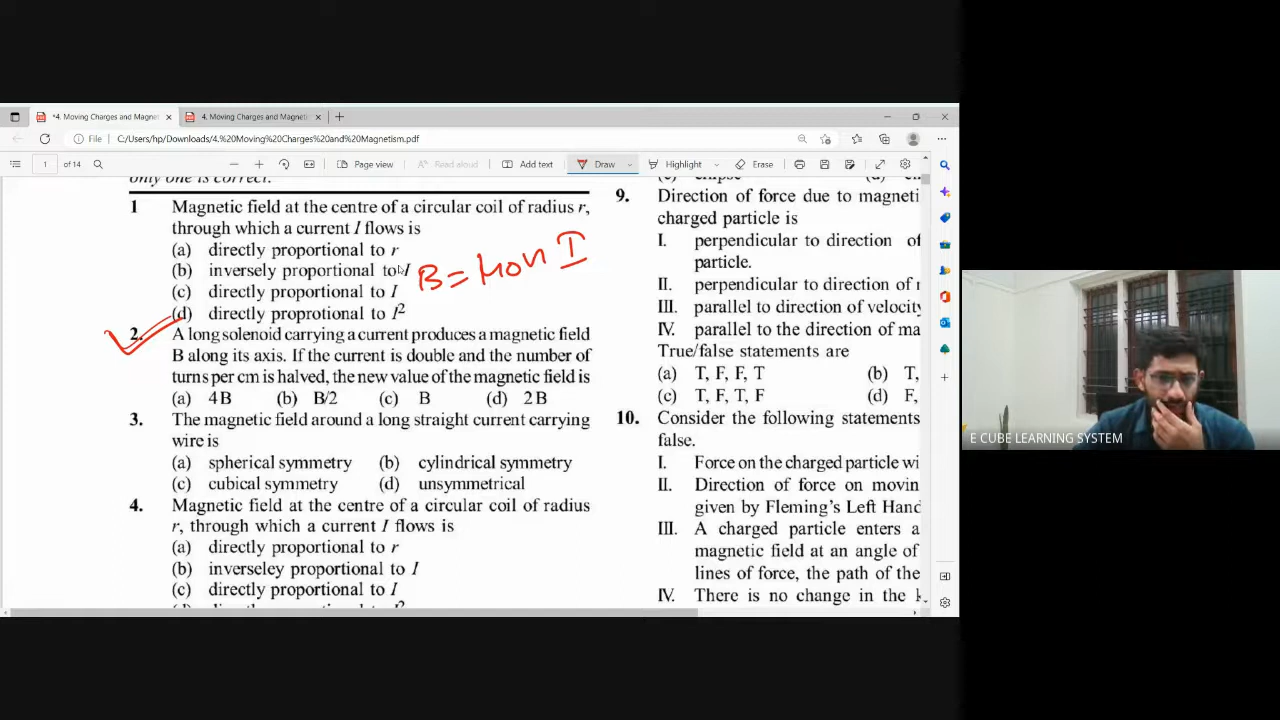 *4. Moving Charges and Magnet
4. Moving Charges and Magneti
File
C:/Users/hp/Downloads/4.%20Moving%20Charges%20and%20Magnetism.pdf
1 of 14
Page view
Read aloud
Add text
Draw
Highlight
Erase
only one is correct.
1 Magnetic field at the centre of a circular coil of radius r,
through which a current I flows is
(a) directly proportional to r
(b) inversely proportional to I
(c) directly proportional to I
(d) directly proprotional to I²
B = μ₀n I
2. A long solenoid carrying a current produces a magnetic field
B along its axis. If the current is double and the number of
turns per cm is halved, the new value of the magnetic field is
(a) 4B (b) B/2 (c) B (d) 2B
3. The magnetic field around a long straight current carrying
wire is
(a) spherical symmetry (b) cylindrical symmetry
(c) cubical symmetry (d) unsymmetrical
4. Magnetic field at the centre of a circular coil of radius
r, through which a current I flows is
(a) directly proportional to r
(b) inverseley proportional to I
(c) directly proportional to I
9. Direction of force due to magneti
charged particle is
I. perpendicular to direction of
particle.
II. perpendicular to direction of
III. parallel to direction of velocity
IV. parallel to the direction of ma
True/false statements are
(a) T, F, F, T (b) T,
(c) T, F, T, F (d) F,
10. Consider the following statements
false.
I. Force on the charged particle wi
II. Direction of force on movin
given by Fleming's Left Hand
III. A charged particle enters a
magnetic field at an angle of
lines of force, the path of the
IV. There is no change in the k
E CUBE LEARNING SYSTEM